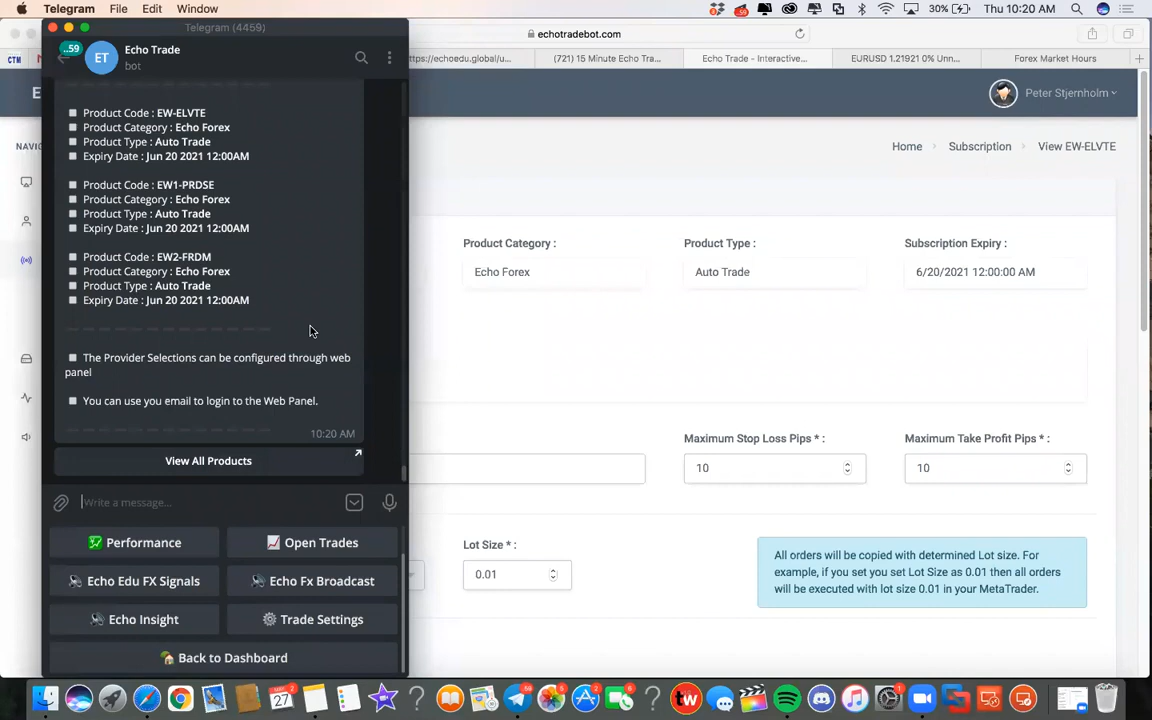 File Edit View Window
30% Thu 10:20 AM
Telegram (4459)
echotradebot.com
..59
ET
Echo Trade
bot
CTM
https://echoedu.global/u...
(721) 15 Minute Echo Tra...
Echo Trade - Interactive...
EURUSD 1.21921 0% Unn...
Forex Market Hours
Peter Stjernholm
Home
Subscription
View EW-ELVTE
Product Code : EW-ELVTE
Product Category : Echo Forex
Product Type : Auto Trade
Expiry Date : Jun 20 2021 12:00AM
Product Code : EW1-PRDSE
Product Category : Echo Forex
Product Type : Auto Trade
Expiry Date : Jun 20 2021 12:00AM
Product Code : EW2-FRDM
Product Category : Echo Forex
Product Type : Auto Trade
Expiry Date : Jun 20 2021 12:00AM
The Provider Selections can be configured through web
panel
You can use you email to login to the Web Panel.
10:20 AM
View All Products
Write a message...
Performance
Open Trades
Echo Edu FX Signals
Echo Fx Broadcast
Echo Insight
Trade Settings
Back to Dashboard
Product Category :
Product Type :
Subscription Expiry :
Echo Forex
Auto Trade
6/20/2021 12:00:00 AM
Maximum Stop Loss Pips * :
Maximum Take Profit Pips * :
10
10
Lot Size * :
0.01
All orders will be copied with determined Lot size. For
example, if you set you set Lot Size as 0.01 then all orders
will be executed with lot size 0.01 in your MetaTrader.